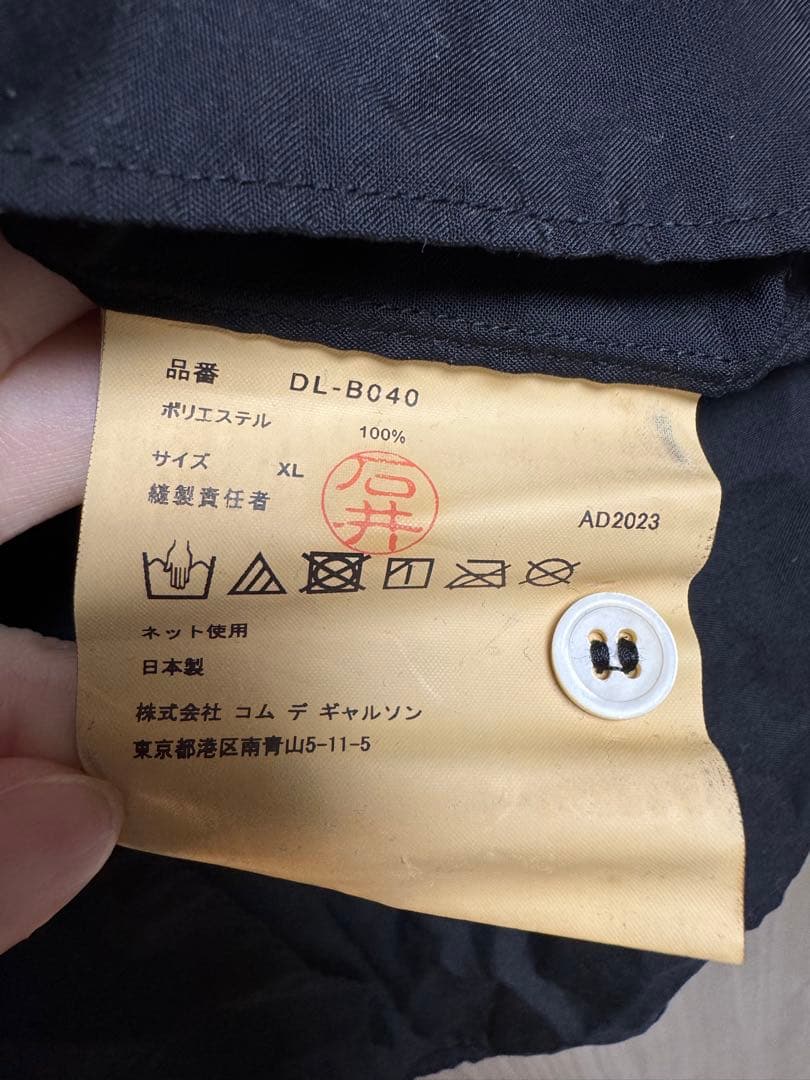 品番 DL-B040
ポリエステル 100%
サイズ XL
縫製責任者 石井 AD2023
ネット使用
日本製
株式会社 コム デ ギャルソン
東京都港区南青山5-11-5